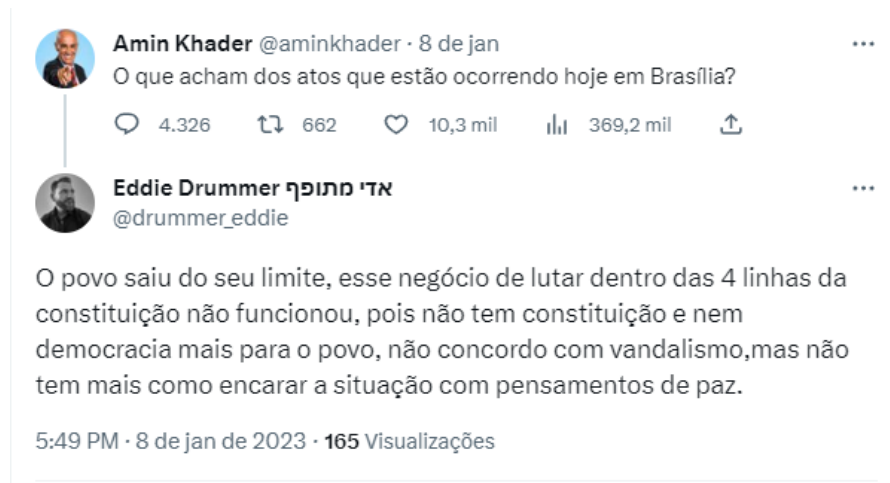 Amin Khader @aminkhader · 8 de jan
O que acham dos atos que estão ocorrendo hoje em Brasília?
4.326 662 10,3 mil 369,2 mil
Eddie Drummer אדי מתופף
@drummer_eddie
O povo saiu do seu limite, esse negócio de lutar dentro das 4 linhas da
constituição não funcionou, pois não tem constituição e nem
democracia mais para o povo, não concordo com vandalismo,mas não
tem mais como encarar a situação com pensamentos de paz.
5:49 PM · 8 de jan de 2023 · 165 Visualizações